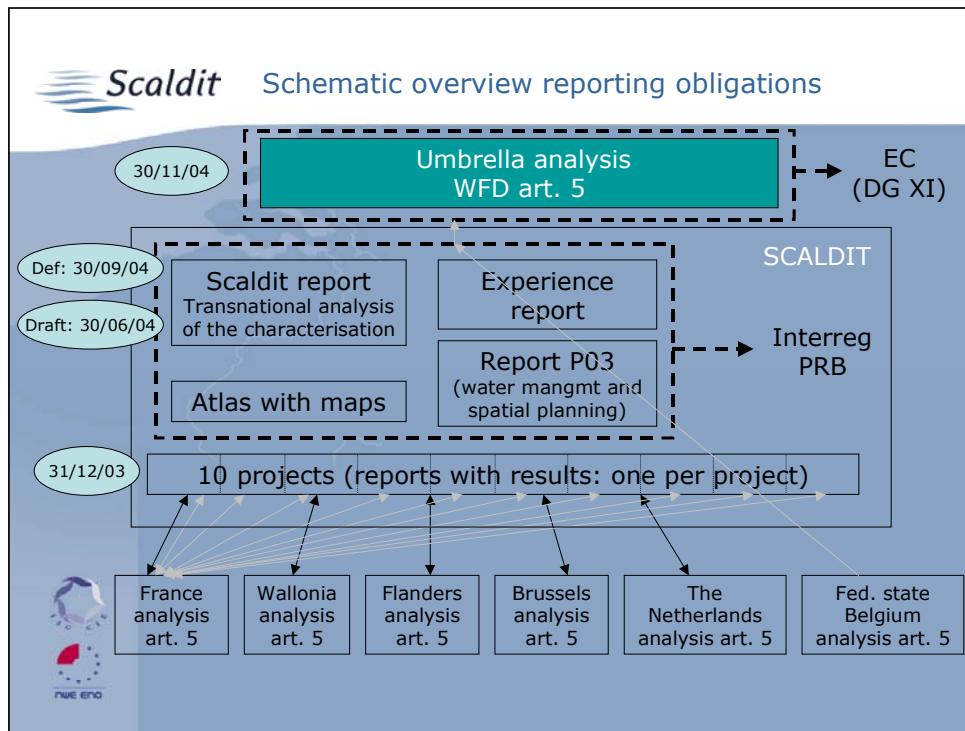 Scaldit
Schematic overview reporting obligations
30/11/04
Umbrella analysis
WFD art. 5
EC
(DG XI)
SCALDIT
Def: 30/09/04
Draft: 30/06/04
Scaldit report
Transnational analysis
of the characterisation
Experience
report
Atlas with maps
Report P03
(water mangmt and
spatial planning)
Interreg
PRB
31/12/03
10 projects (reports with results: one per project)
France
analysis
art. 5
Wallonia
analysis
art. 5
Flanders
analysis
art. 5
Brussels
analysis
art. 5
The
Netherlands
analysis art. 5
Fed. state
Belgium
analysis art. 5
NWE ENO